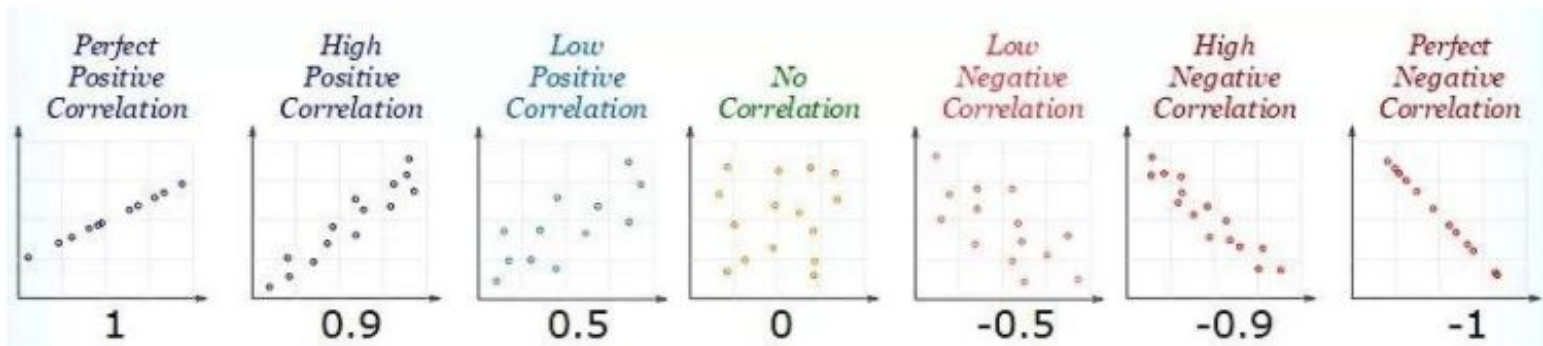 Perfect
Positive
Correlation
1
High
Positive
Correlation
0.9
Low
Positive
Correlation
0.5
No
Correlation
0
Low
Negative
Correlation
-0.5
High
Negative
Correlation
-0.9
Perfect
Negative
Correlation
-1